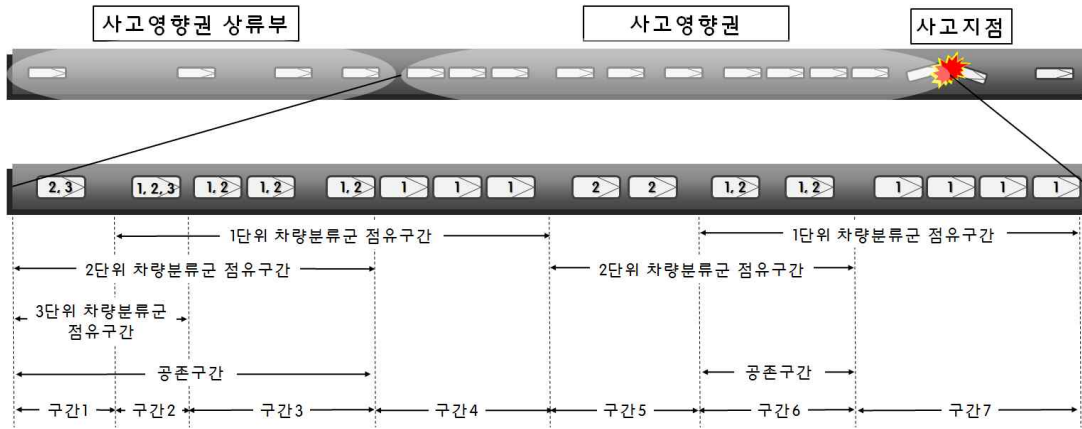 사고영향권 상류부
사고영향권
사고지점
2, 3
1, 2, 3
1, 2
1, 2
1, 2
1
1
1
2
2
1, 2
1, 2
1
1
1
1
1단위 차량분류군 점유구간
1단위 차량분류군 점유구간
2단위 차량분류군 점유구간
2단위 차량분류군 점유구간
3단위 차량분류군
점유구간
공존구간
공존구간
구간1
구간2
구간3
구간4
구간5
구간6
구간7